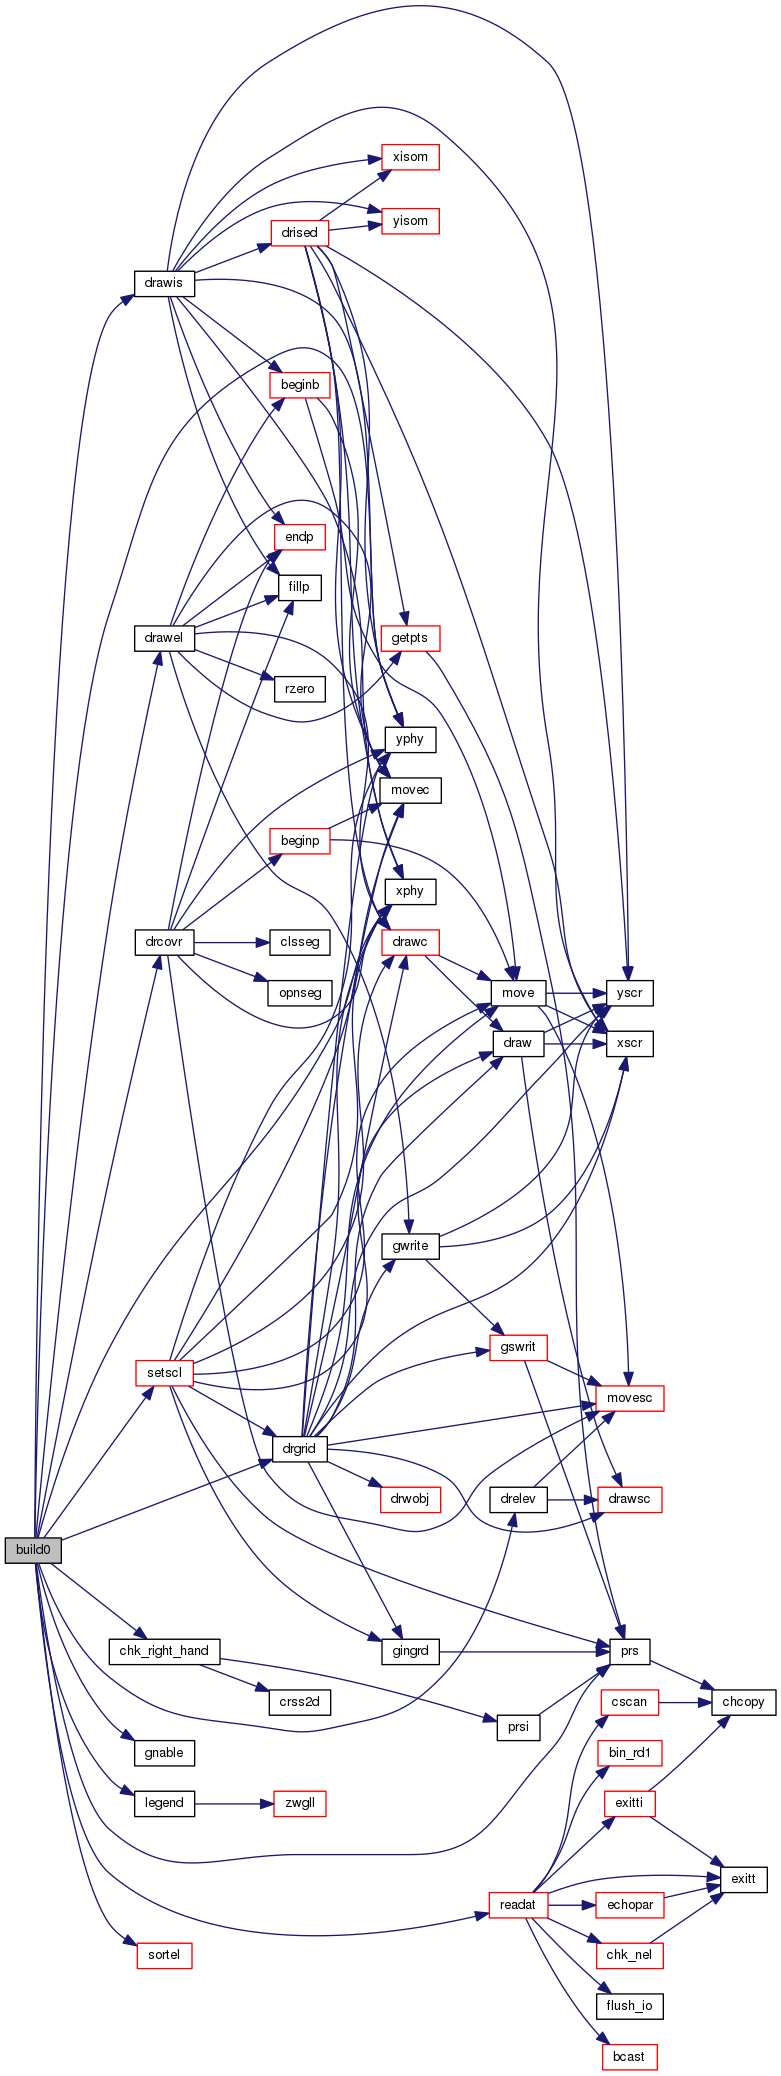 xisom
yisom
drised
drawis
beginb
endp
fillp
drawel
getpts
rzero
yphy
movec
beginp
xphy
drcovr
clsseg
drawc
opnseg
move
yscr
draw
xscr
gwrite
gswrit
setscl
movesc
drgrid
drwobj
drelev
drawsc
build0
chk_right_hand
gingrd
prs
crss2d
cscan
chcopy
prsi
gnable
bin_rd1
legend
zwgll
exitti
exitt
readat
echopar
sortel
chk_nel
flush_io
bcast